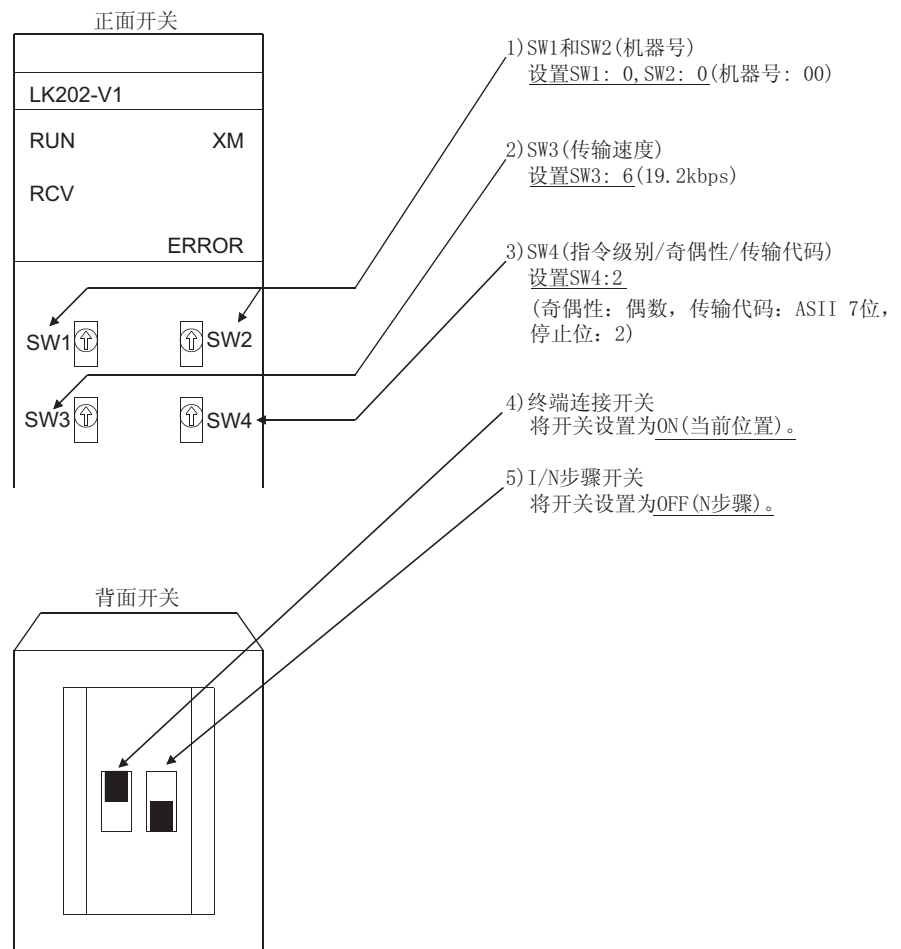 正面开关
LK202-V1
RUN XM
RCV
ERROR
SW1 SW2
SW3 SW4
1)SW1和SW2(机器号)
设置SW1: 0,SW2: 0(机器号: 00)
2)SW3(传输速度)
设置SW3: 6(19.2kbps)
3)SW4(指令级别/奇偶性/传输代码)
设置SW4:2
(奇偶性: 偶数, 传输代码: ASII 7位,
停止位: 2)
4)终端连接开关
将开关设置为ON(当前位置)。
5)I/N步骤开关
将开关设置为OFF(N步骤)。
背面开关